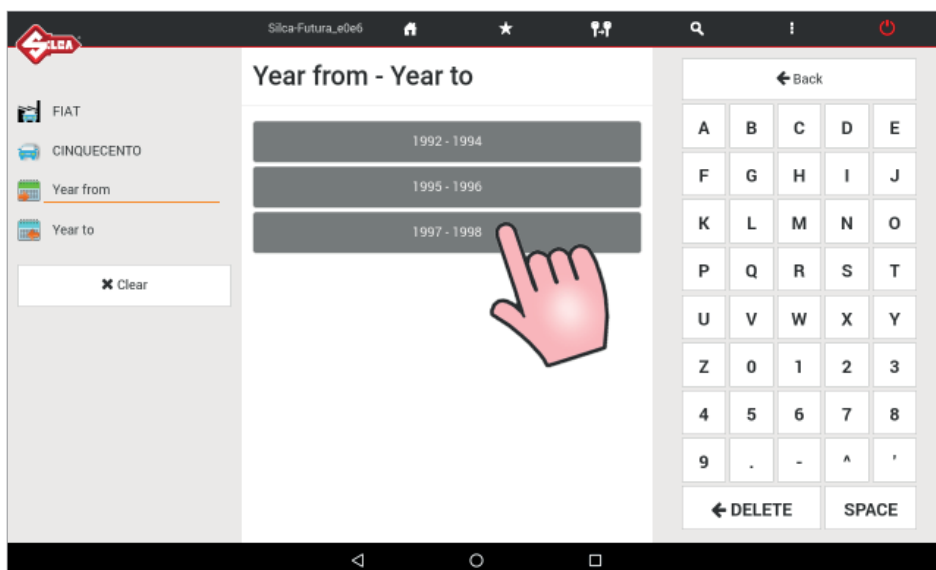 Silca-Futura_e0e6
SILCA
Year from - Year to
FIAT
CINQUECENTO
Year from
Year to
Clear
1992 - 1994
1995 - 1996
1997 - 1998
Back
A B C D E
F G H I J
K L M N O
P Q R S T
U V W X Y
Z 0 1 2 3
4 5 6 7 8
9 . - ^ '
DELETE SPACE